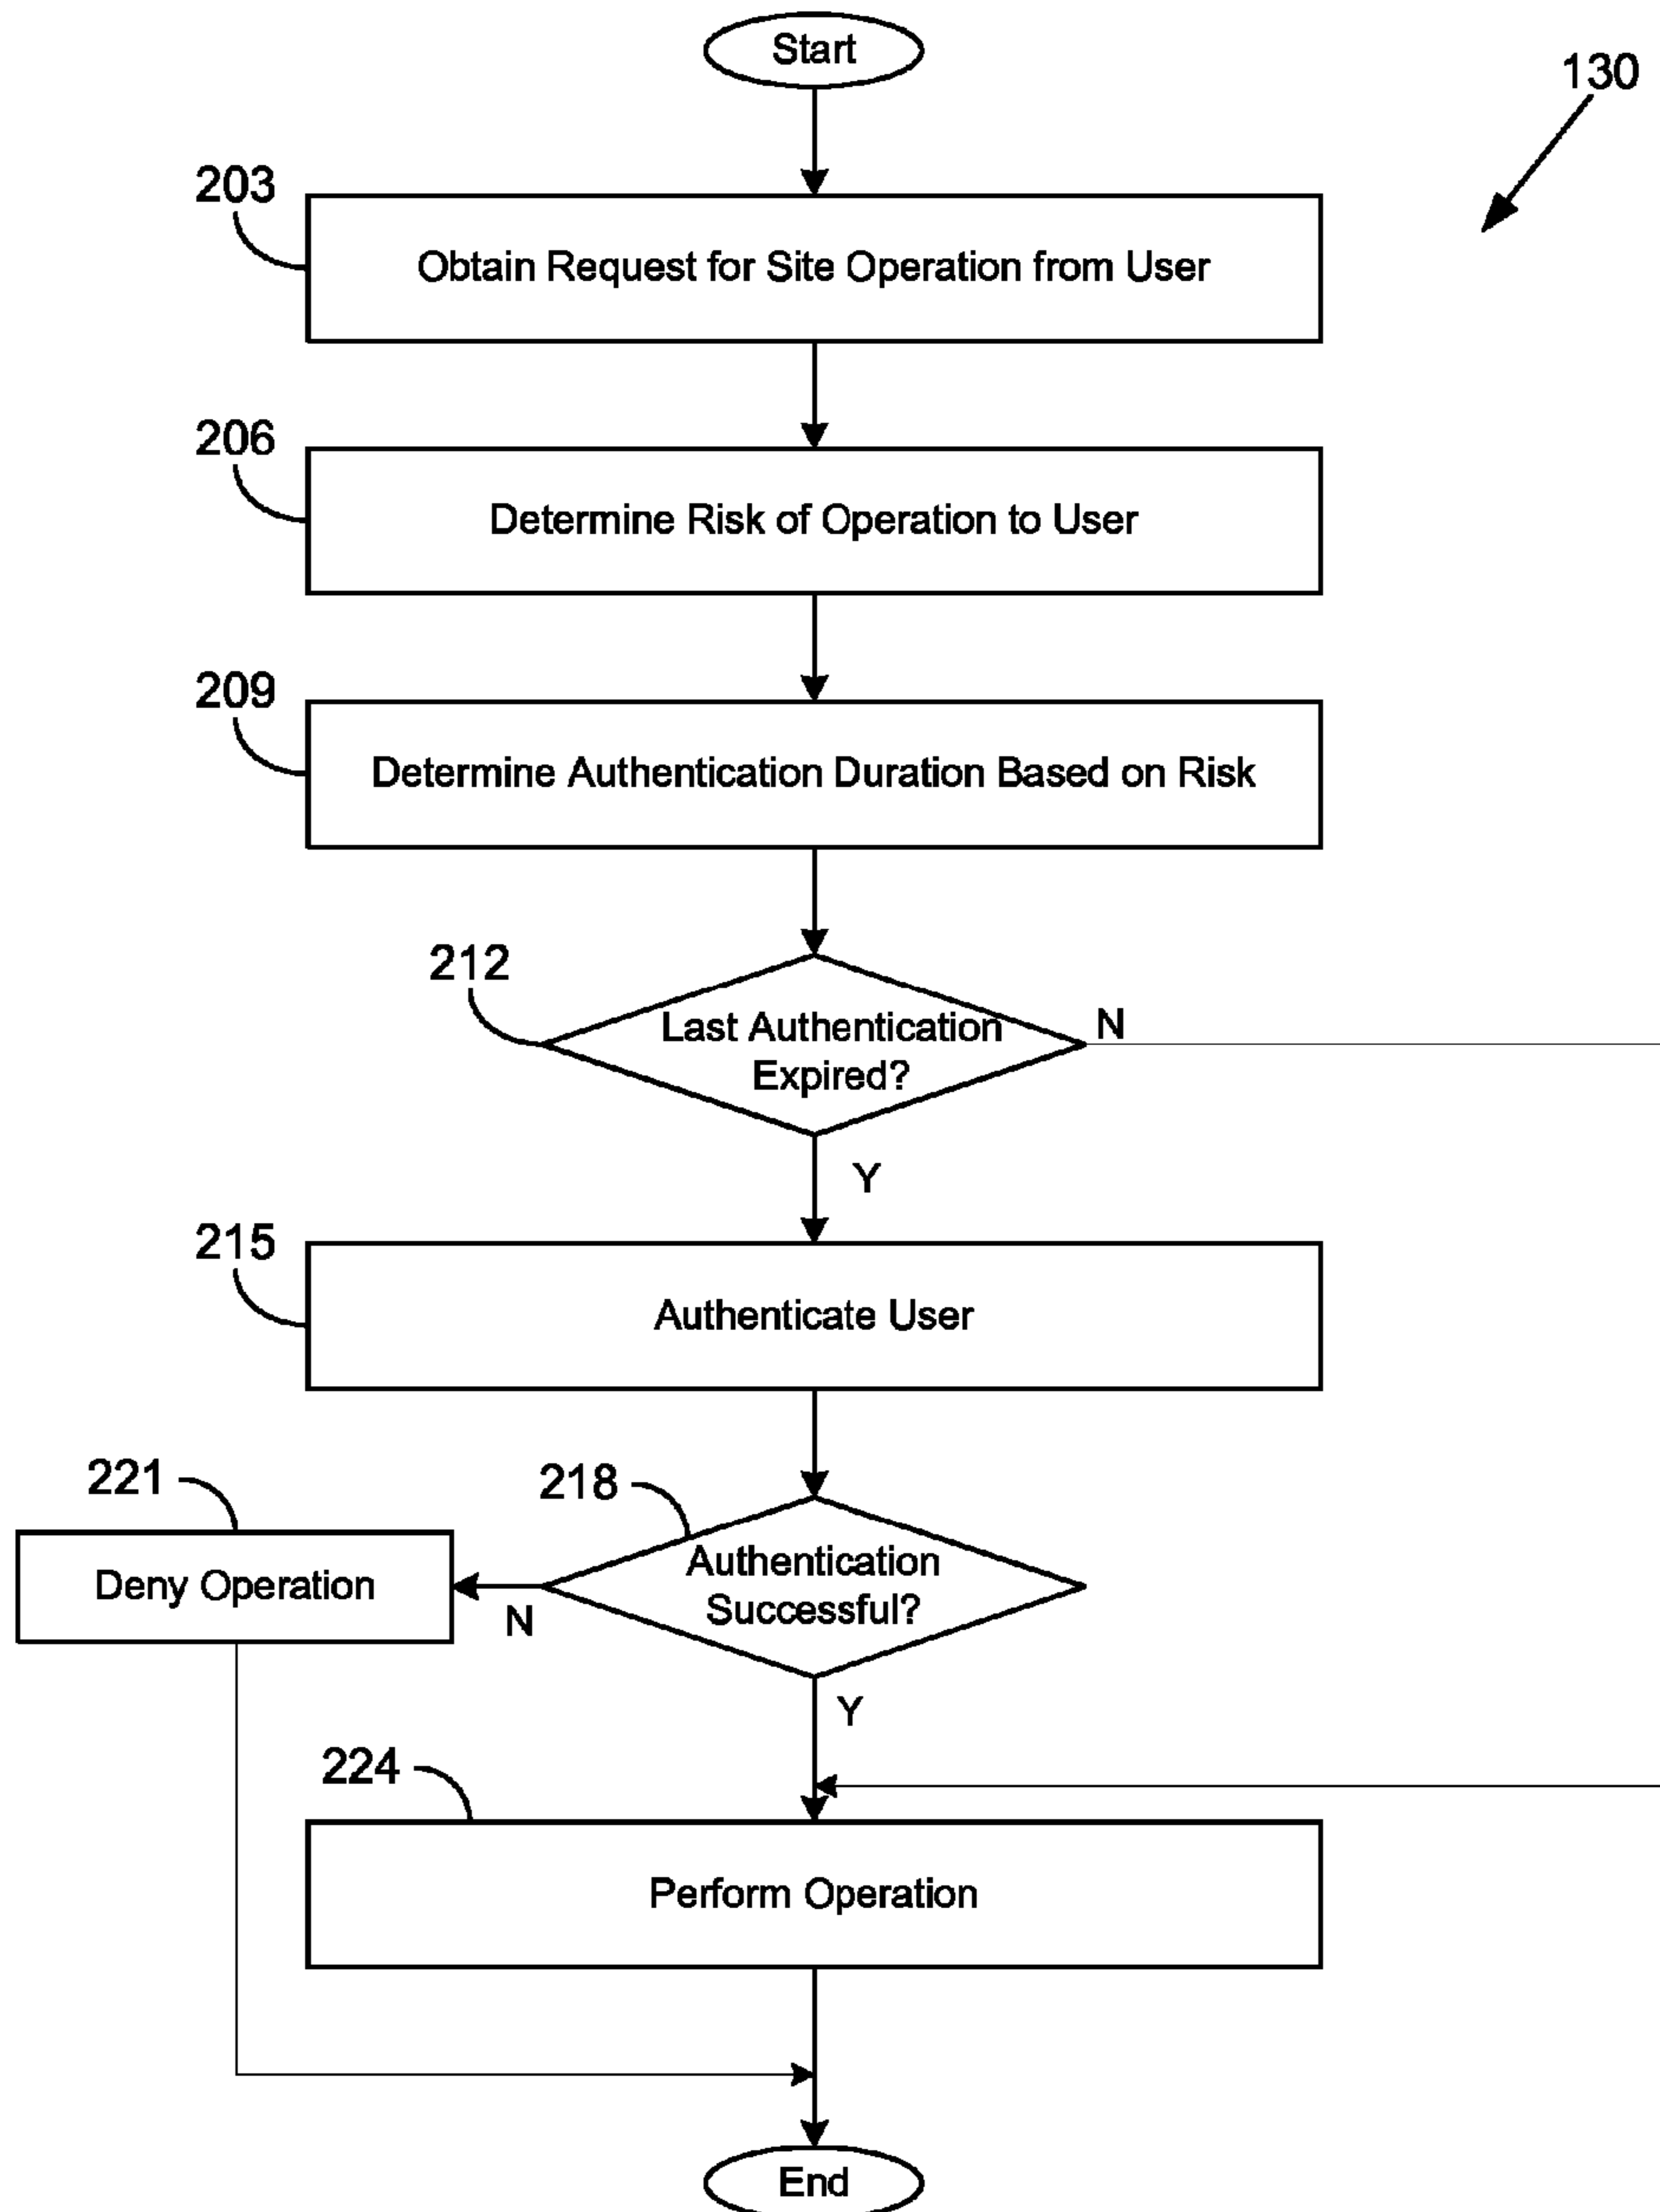 Start
130
203
Obtain Request for Site Operation from User
206
Determine Risk of Operation to User
209
Determine Authentication Duration Based on Risk
212
Last Authentication
Expired?
N
Y
215
Authenticate User
221
218
Deny Operation
Authentication
Successful?
N
Y
224
Perform Operation
End